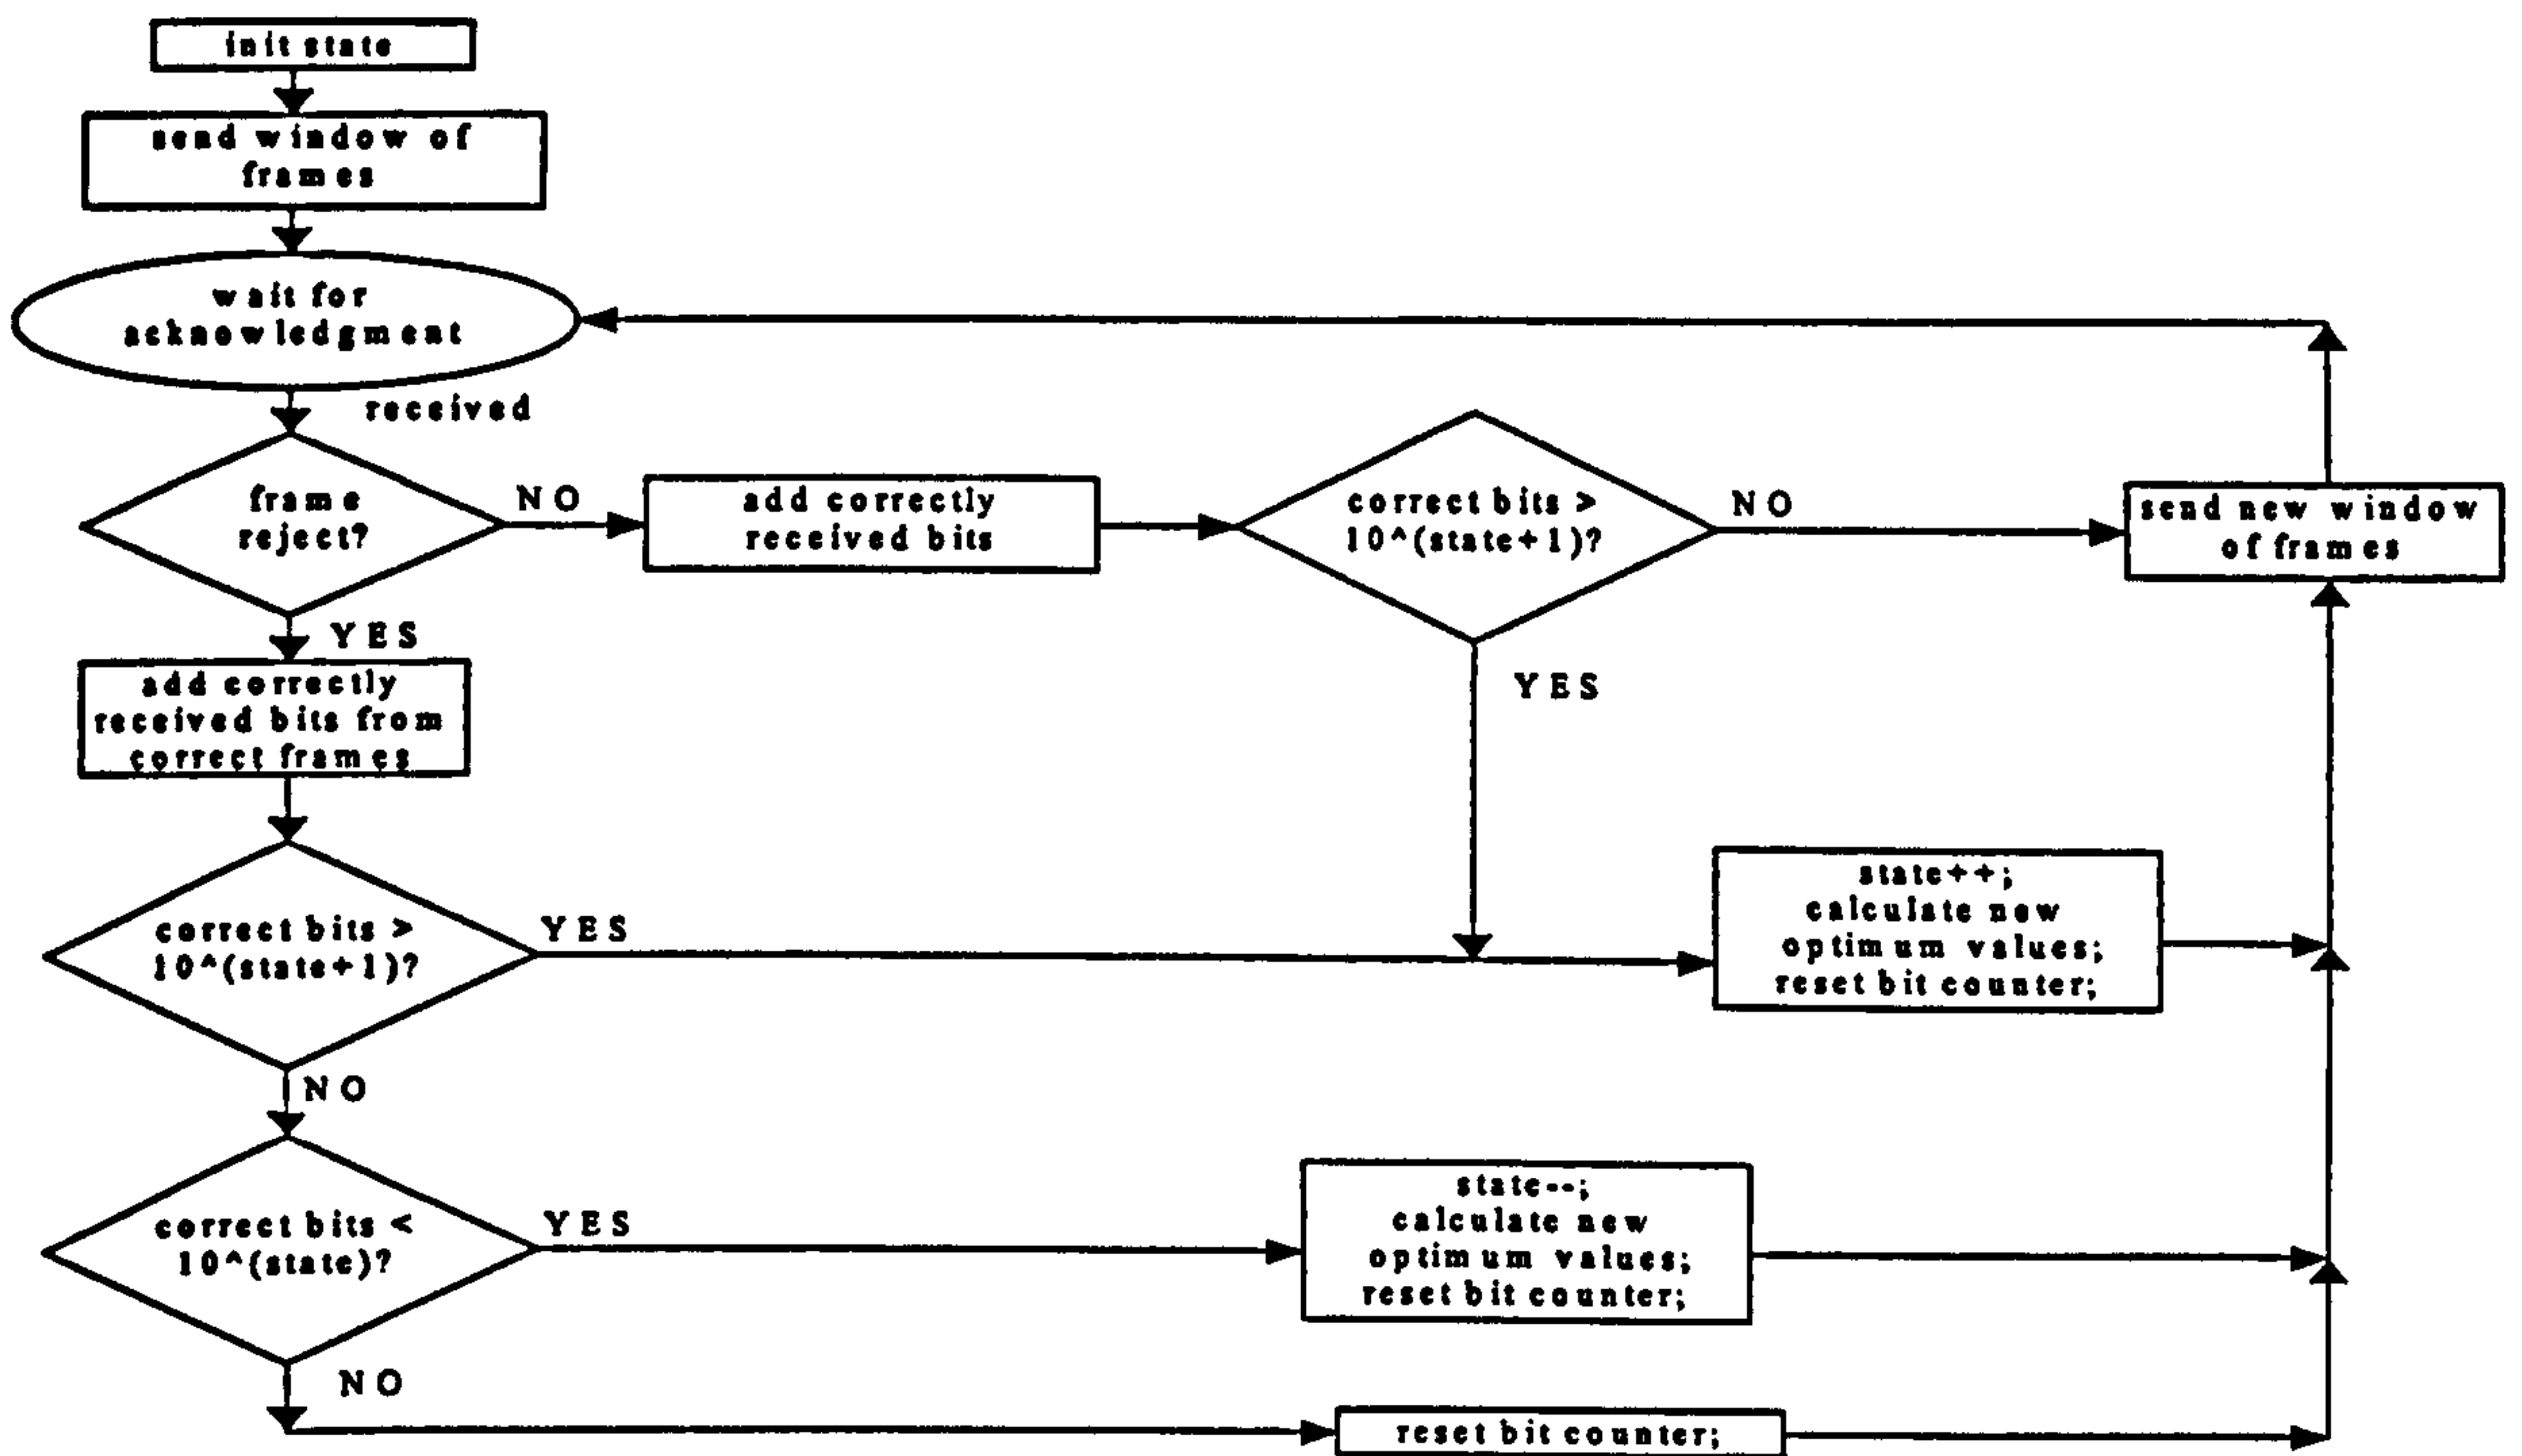 init state
send window of
frames
wait for
acknowledgment
received
frame
reject?
NO
add correctly
received bits
correct bits >
10^(state+1)?
NO
send new window
of frames
YES
YES
add correctly
received bits from
correct frames
correct bits >
10^(state+1)?
YES
state++;
calculate new
optimum values;
reset bit counter;
NO
correct bits <
10^(state)?
YES
state--;
calculate new
optimum values;
reset bit counter;
NO
reset bit counter;